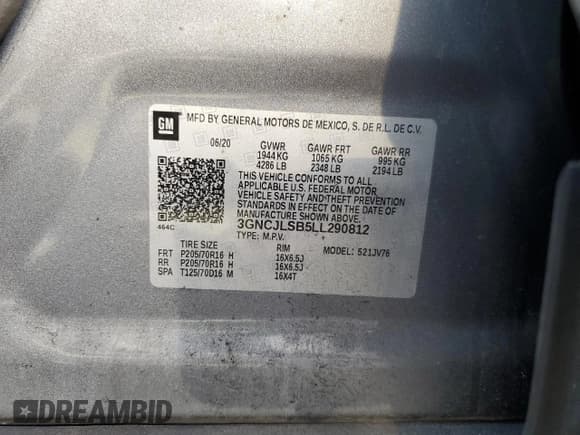 GM
MFD BY GENERAL MOTORS DE MEXICO, S. DE R.L. DE C.V.
06/20 GVWR GAWR FRT GAWR RR
1944 KG 1065 KG 995 KG
4286 LB 2348 LB 2194 LB
THIS VEHICLE CONFORMS TO ALL
APPLICABLE U.S. FEDERAL MOTOR
VEHICLE SAFETY AND THEFT PREVENTION
STANDARDS IN EFFECT ON THE DATE OF
MANUFACTURE SHOWN ABOVE.
3GNCJLSB5LL290812
464C TYPE: M.P.V. MODEL: 521JV76
TIRE SIZE RIM
FRT P205/70R16 H 16X6.5J
RR P205/70R16 H 16X6.5J
SPA T125/70D16 M 16X4T
DREAMBID